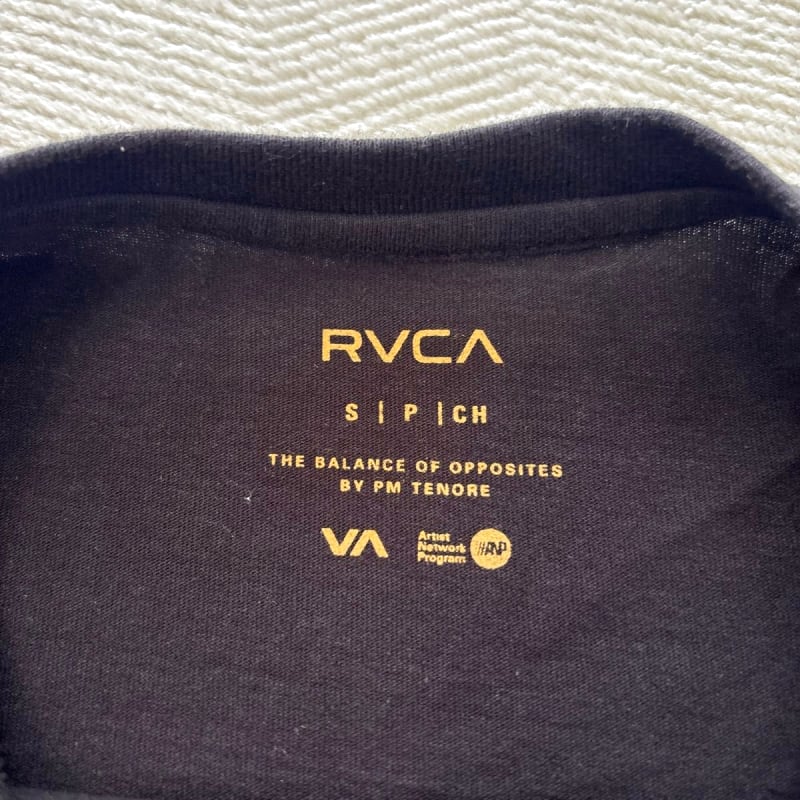 RVCA
S | P | CH
THE BALANCE OF OPPOSITES
BY PM TENORE
VA
Artist
Network
Program
ANP